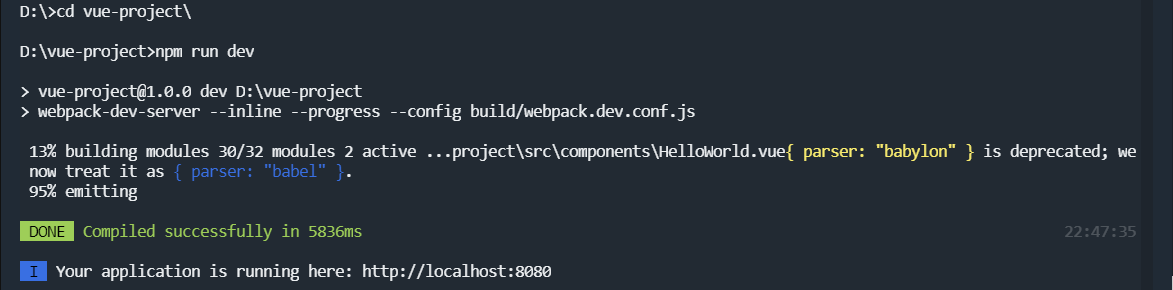 D:\>cd vue-project\
D:\vue-project>npm run dev
> vue-project@1.0.0 dev D:\vue-project
> webpack-dev-server --inline --progress --config build/webpack.dev.conf.js
13% building modules 30/32 modules 2 active ...project\src\components\HelloWorld.vue{ parser: "babylon" } is deprecated; we
now treat it as { parser: "babel" }.
95% emitting
DONE Compiled successfully in 5836ms 22:47:35
I Your application is running here: http://localhost:8080